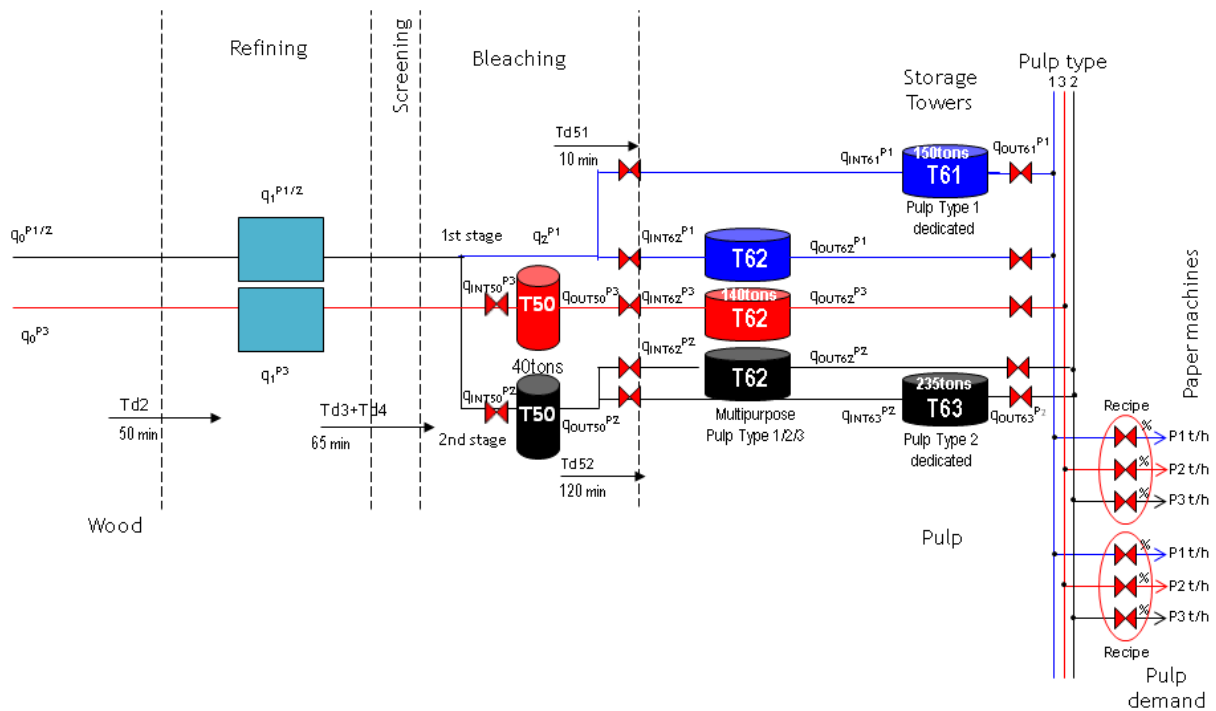 Refining
Screening
Bleaching
Storage
Towers
Pulp type
1 3 2
Td51
10 min
qINT61P1
150tons
T61
qOUT61P1
Pulp Type 1
dedicated
q1P1/2
q0P1/2
1st stage
q2P1
qINT62P1
T62
qOUT62P1
qINT50P3
T50
qOUT50P3
qINT62P3
140tons
T62
qOUT62P3
q0P3
q1P3
40tons
qINT62P2
T62
qOUT62P2
Multipurpose
Pulp Type 1/2/3
qINT50P2
T50
qOUT50P2
2nd stage
235tons
T63
qINT63P2
qOUT63P2
Pulp Type 2
dedicated
Td2
50 min
Td3+Td4
65 min
Td52
120 min
Wood
Pulp
Paper machines
Recipe
% P1 t/h
% P2 t/h
% P3 t/h
% P1 t/h
% P2 t/h
% P3 t/h
Recipe
Pulp
demand